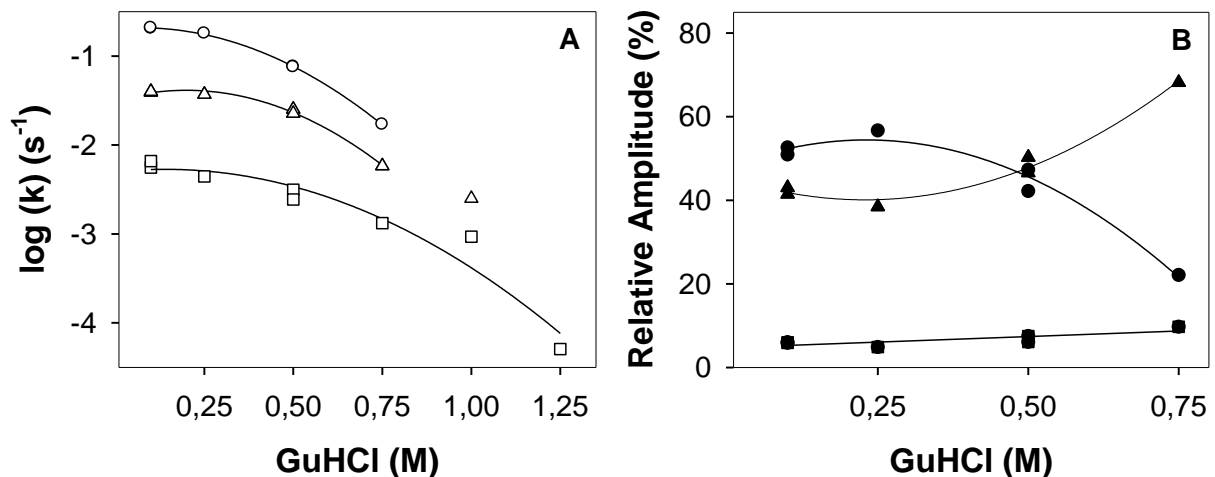 A
-1
-2
-3
-4
log (k) (s-1)
0,25 0,50 0,75 1,00 1,25
GuHCl (M)
B
80
60
40
20
0
Relative Amplitude (%)
0,25 0,50 0,75
GuHCl (M)